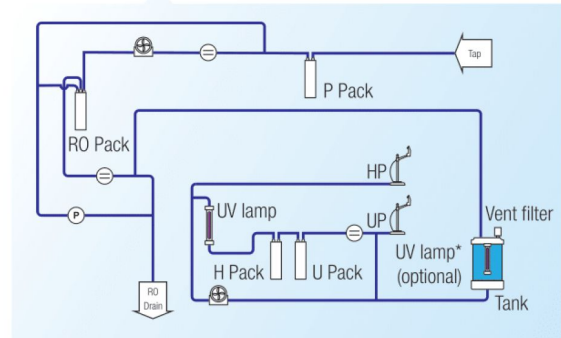 Tap
P Pack
RO Pack
HP
UV lamp
UP
Vent filter
P
UV lamp*
(optional)
H Pack
U Pack
RO
Drain
Tank